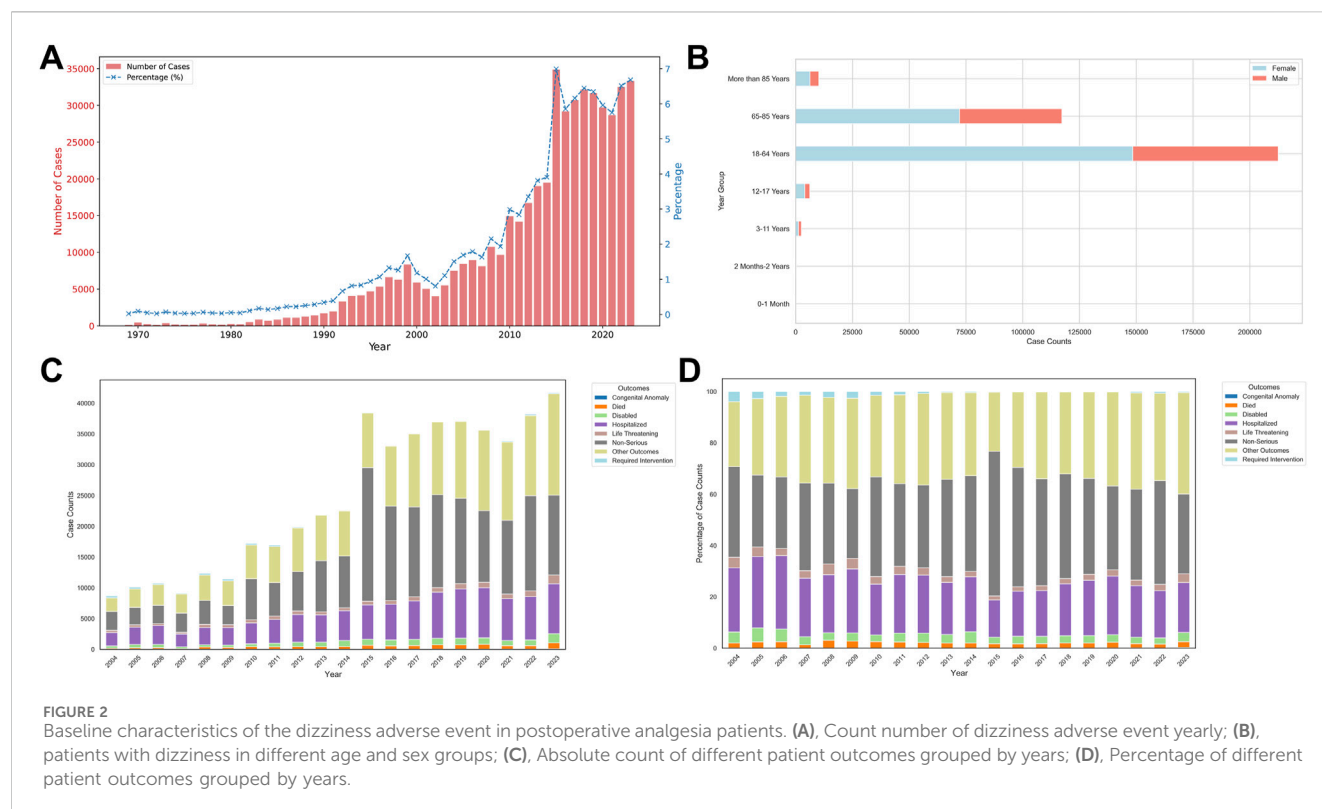 A
Number of Cases
Percentage (%)
35000
30000
25000
20000
15000
10000
5000
0
Number of Cases
7
6
5
4
3
2
1
0
Percentage
1970
1980
1990
2000
2010
2020
Year
B
Female
Male
More than 85 Years
65-85 Years
18-64 Years
12-17 Years
3-11 Years
2 Months-2 Years
0-1 Month
Year Group
0
25000
50000
75000
100000
125000
150000
175000
200000
Case Counts
C
40000
35000
30000
25000
20000
15000
10000
5000
0
Case Counts
2004
2005
2006
2007
2008
2009
2010
2011
2012
2013
2014
2015
2016
2017
2018
2019
2020
2021
2022
2023
Year
Outcomes
Congenital Anomaly
Died
Disabled
Hospitalized
Life Threatening
Non-Serious
Other Outcomes
Required Intervention
D
100
80
60
40
20
0
Percentage of Case Counts
2004
2005
2006
2007
2008
2009
2010
2011
2012
2013
2014
2015
2016
2017
2018
2019
2020
2021
2022
2023
Year
Outcomes
Congenital Anomaly
Died
Disabled
Hospitalized
Life Threatening
Non-Serious
Other Outcomes
Required Intervention
FIGURE 2
Baseline characteristics of the dizziness adverse event in postoperative analgesia patients. (A), Count number of dizziness adverse event yearly; (B),
patients with dizziness in different age and sex groups; (C), Absolute count of different patient outcomes grouped by years; (D), Percentage of different
patient outcomes grouped by years.